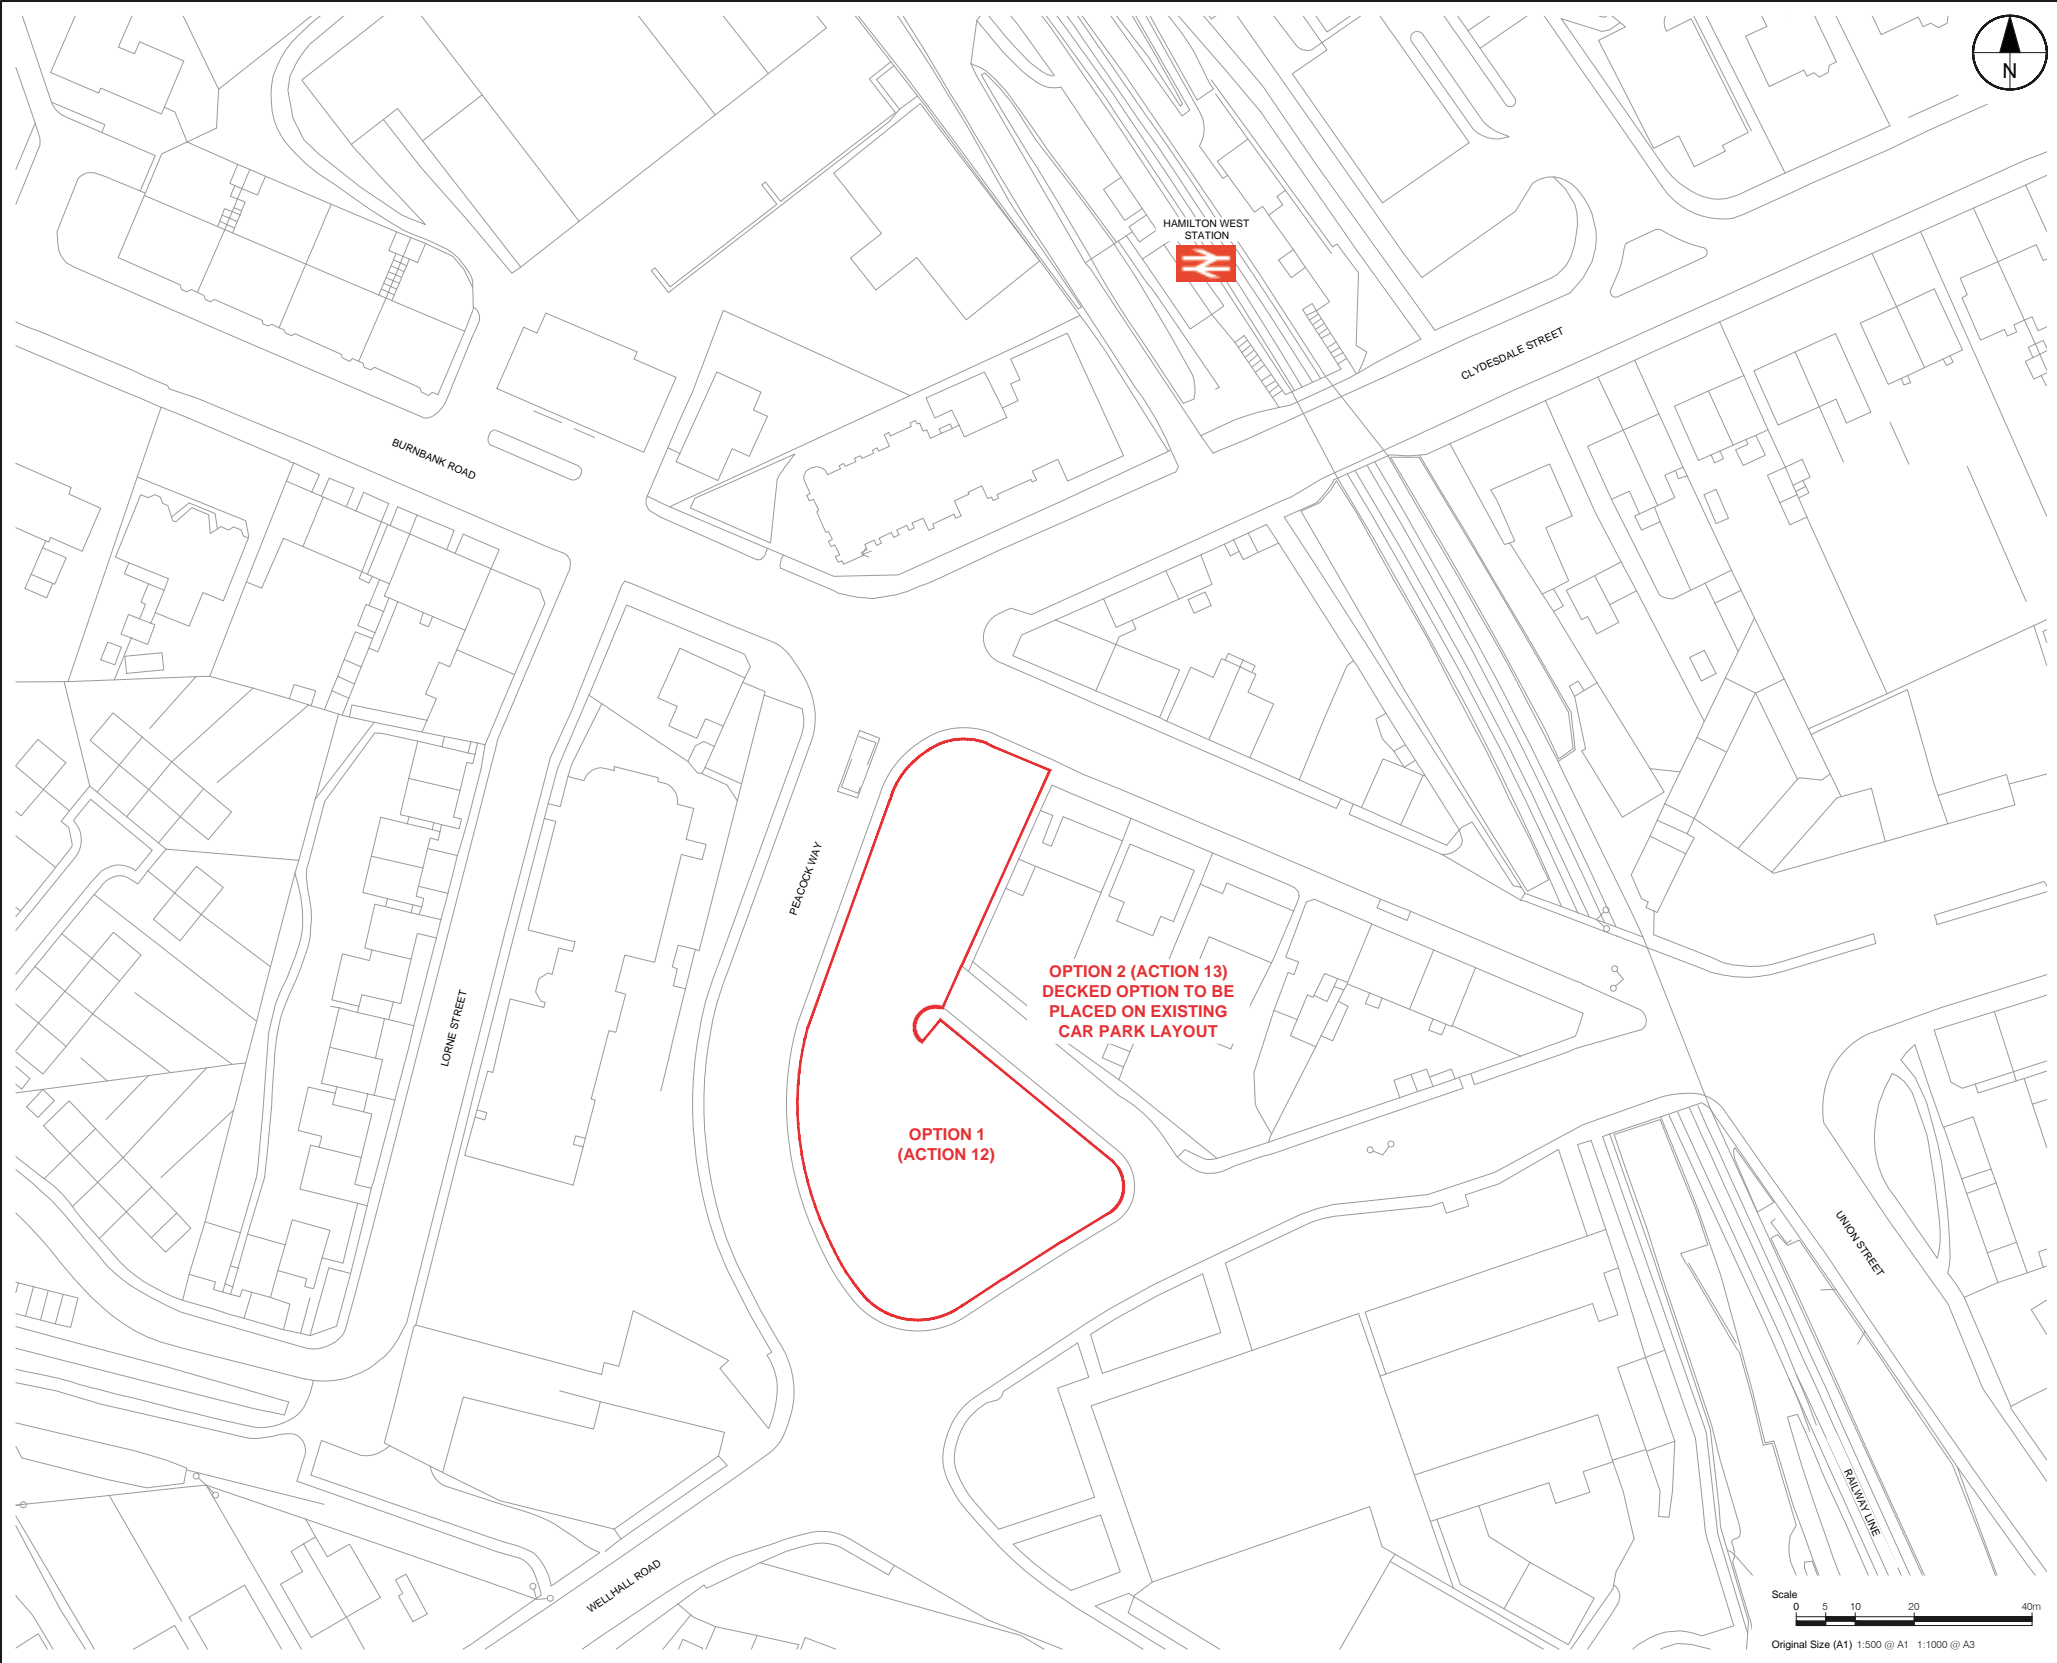 N
HAMILTON WEST
STATION
CLYDESDALE STREET
BURNBANK ROAD
PEACOCK WAY
OPTION 2 (ACTION 13)
DECKED OPTION TO BE
PLACED ON EXISTING
CAR PARK LAYOUT
LORNE STREET
OPTION 1
(ACTION 12)
UNION STREET
RAILWAY LINE
WELLHALL ROAD
Scale
0 5 10 20 40m
Original Size (A1) 1:500 @ A1 1:1000 @ A3